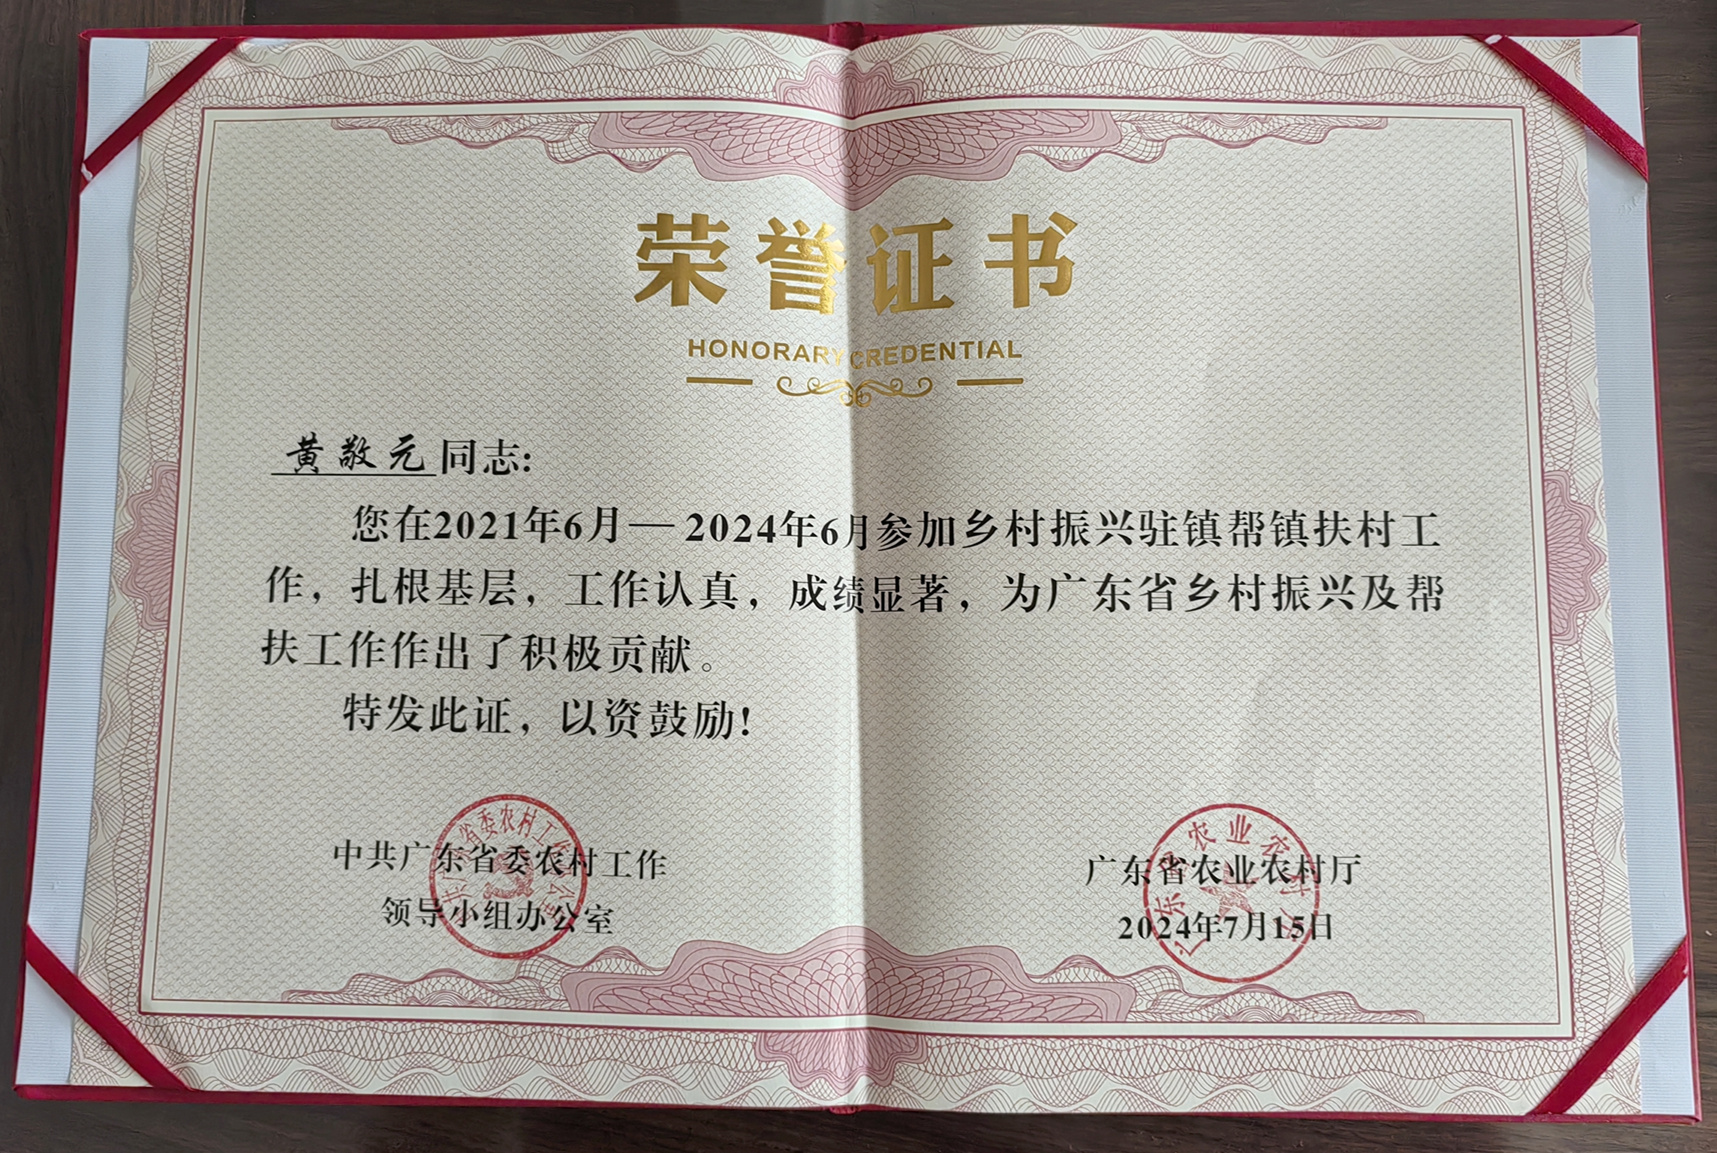 荣誉证书
HONORARY CREDENTIAL
黄敬元同志:
您在2021年6月—2024年6月参加乡村振兴驻镇帮镇扶村工
作，扎根基层，工作认真，成绩显著，为广东省乡村振兴及帮
扶工作作出了积极贡献。
特发此证，以资鼓励!
中共广东省委农村工作
领导小组办公室
广东省农业农村厅
2024年7月15日